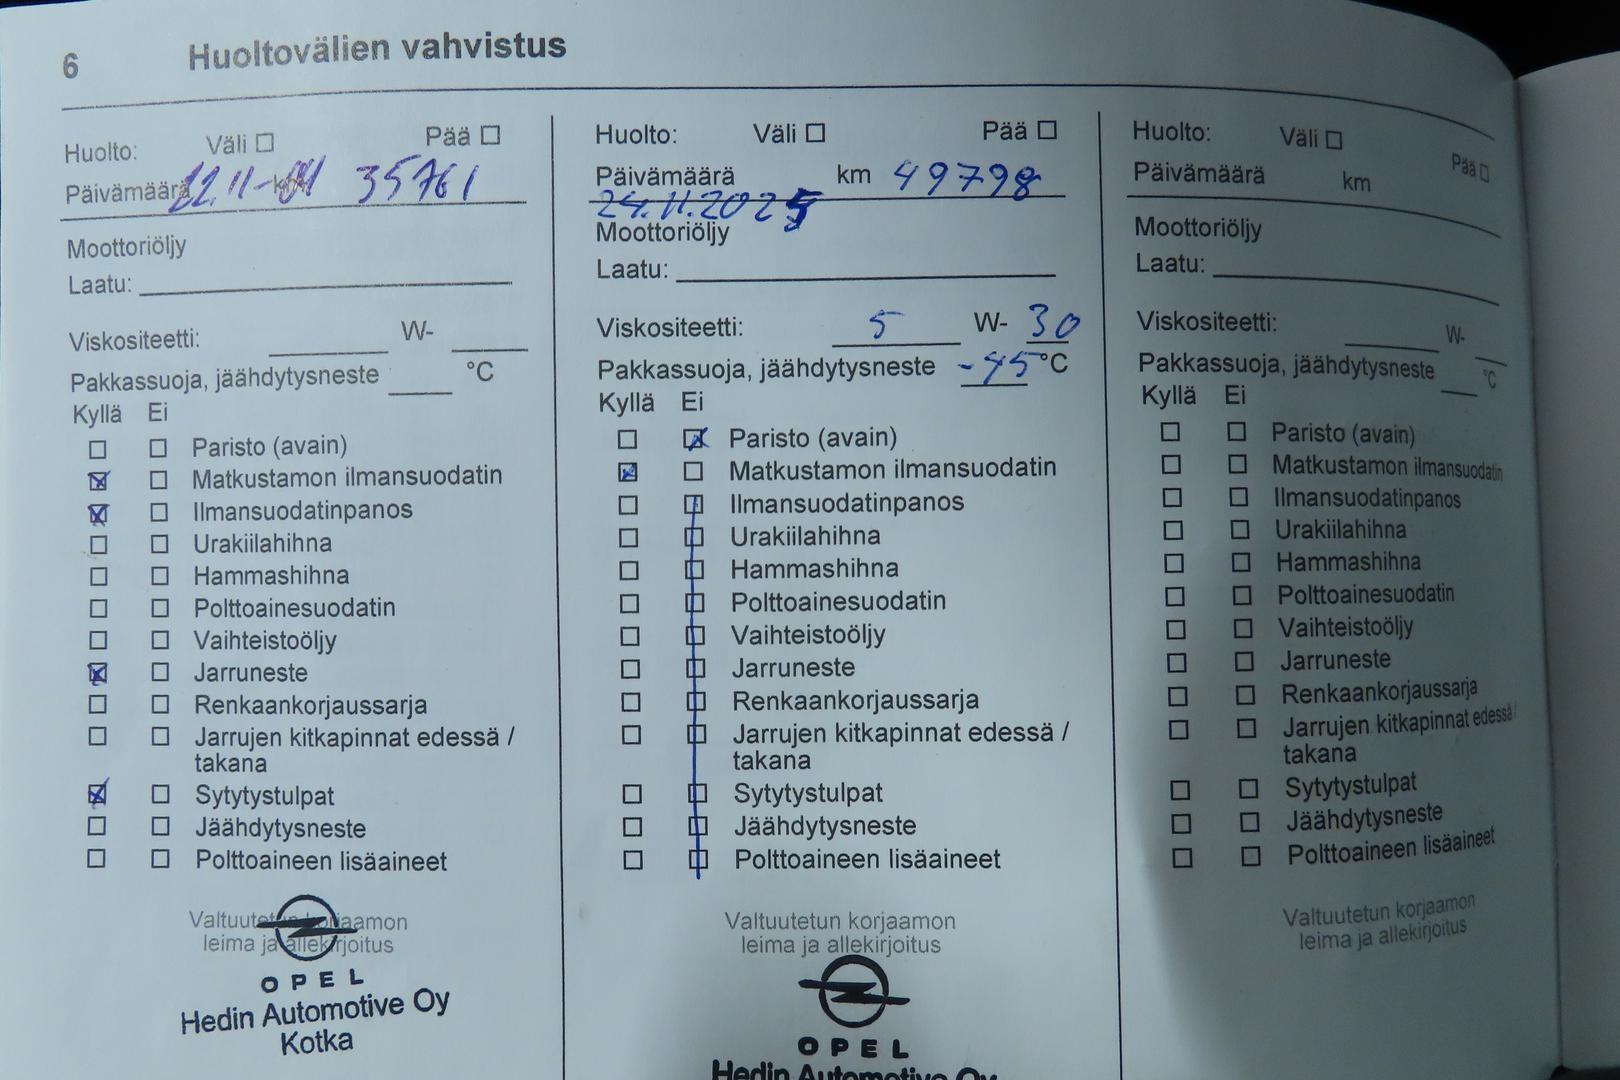 6 Huoltovälien vahvistus
Huolto: Väli Pää
Päivämäärä 22.11- 35761
Moottoriöljy
Laatu:
Viskositeetti: W-
Pakkassuoja, jäähdytysneste °C
Kyllä Ei
Paristo (avain)
Matkustamon ilmansuodatin
Ilmansuodatinpanos
Urakiilahihna
Hammashihna
Polttoainesuodatin
Vaihteistoöljy
Jarruneste
Renkaankorjaussarja
Jarrujen kitkapinnat edessä /
takana
Sytytystulpat
Jäähdytysneste
Polttoaineen lisäaineet
Valtuutetun korjaamon
leima ja allekirjoitus
OPEL
Hedin Automotive Oy
Kotka
Huolto: Väli Pää
Päivämäärä km 49798
24.11.2025
Moottoriöljy
Laatu:
Viskositeetti: 5 W- 30
Pakkassuoja, jäähdytysneste -45 °C
Kyllä Ei
Paristo (avain)
Matkustamon ilmansuodatin
Ilmansuodatinpanos
Urakiilahihna
Hammashihna
Polttoainesuodatin
Vaihteistoöljy
Jarruneste
Renkaankorjaussarja
Jarrujen kitkapinnat edessä /
takana
Sytytystulpat
Jäähdytysneste
Polttoaineen lisäaineet
Valtuutetun korjaamon
leima ja allekirjoitus
OPEL
Hedin Automotive Oy
Huolto: Väli Pää
Päivämäärä km
Moottoriöljy
Laatu:
Viskositeetti: W-
Pakkassuoja, jäähdytysneste °C
Kyllä Ei
Paristo (avain)
Matkustamon ilmansuodatin
Ilmansuodatinpanos
Urakiilahihna
Hammashihna
Polttoainesuodatin
Vaihteistoöljy
Jarruneste
Renkaankorjaussarja
Jarrujen kitkapinnat edessä /
takana
Sytytystulpat
Jäähdytysneste
Polttoaineen lisäaineet
Valtuutetun korjaamon
leima ja allekirjoitus